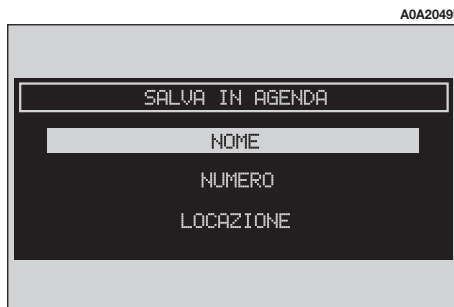 A0A2049
SALVA IN AGENDA
NOME
NUMERO
LOCAZIONE